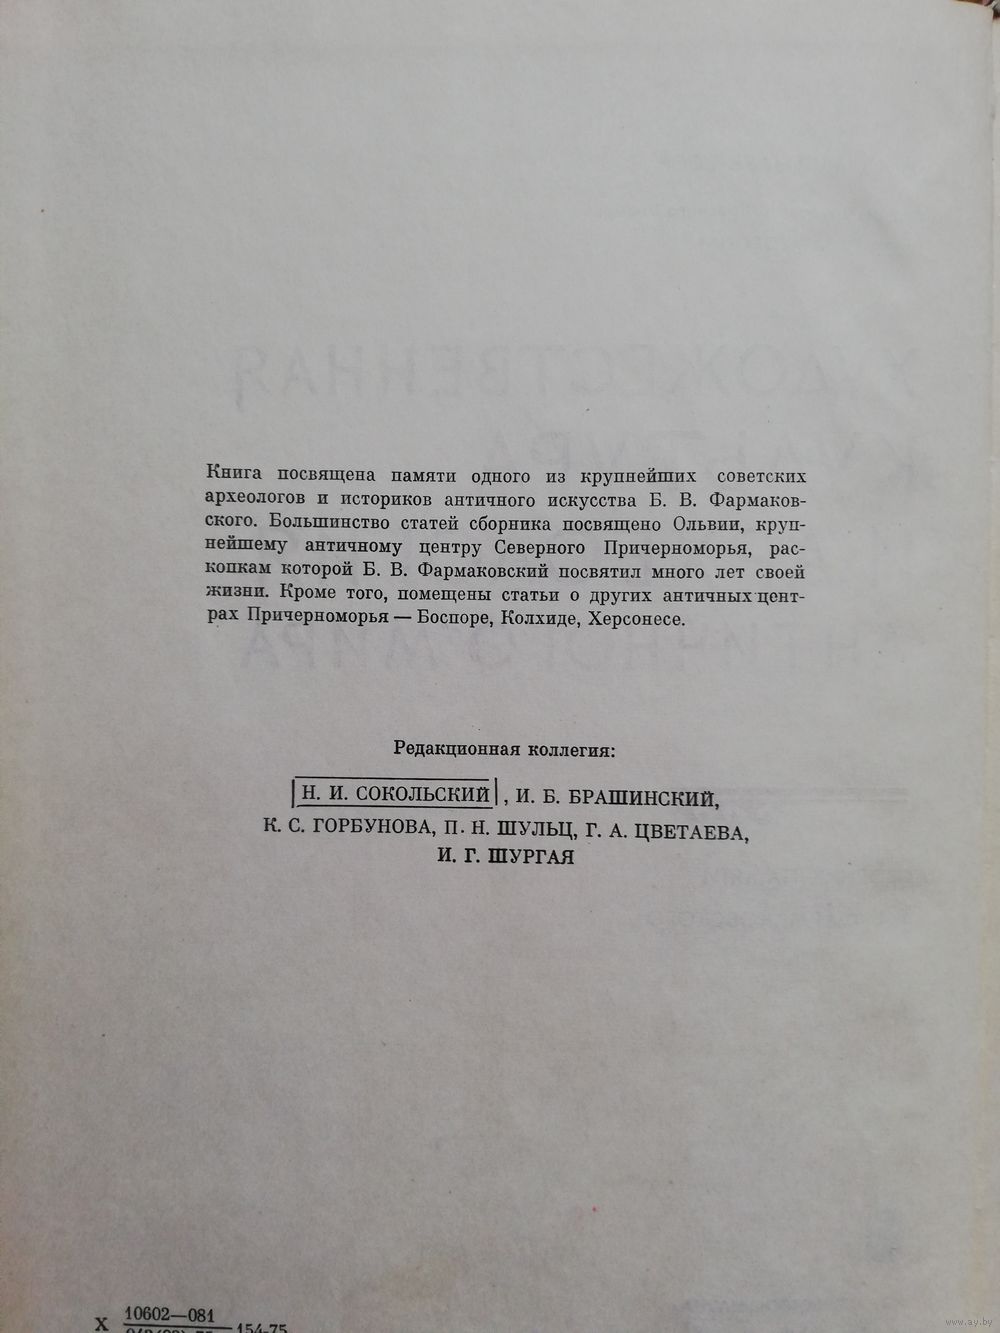 Книга посвящена памяти одного из крупнейших советских
археологов и историков античного искусства Б. В. Фармаков-
ского. Большинство статей сборника посвящено Ольвии, круп-
нейшему античному центру Северного Причерноморья, рас-
копкам которой Б. В. Фармаковский посвятил много лет своей
жизни. Кроме того, помещены статьи о других античных цент-
рах Причерноморья — Боспоре, Колхиде, Херсонесе.
Редакционная коллегия:
Н. И. СОКОЛЬСКИЙ, И. Б. БРАШИНСКИЙ,
К. С. ГОРБУНОВА, П. Н. ШУЛЬЦ, Г. А. ЦВЕТАЕВА,
И. Г. ШУРГАЯ
10602—081
X 154-75
www.ay.by